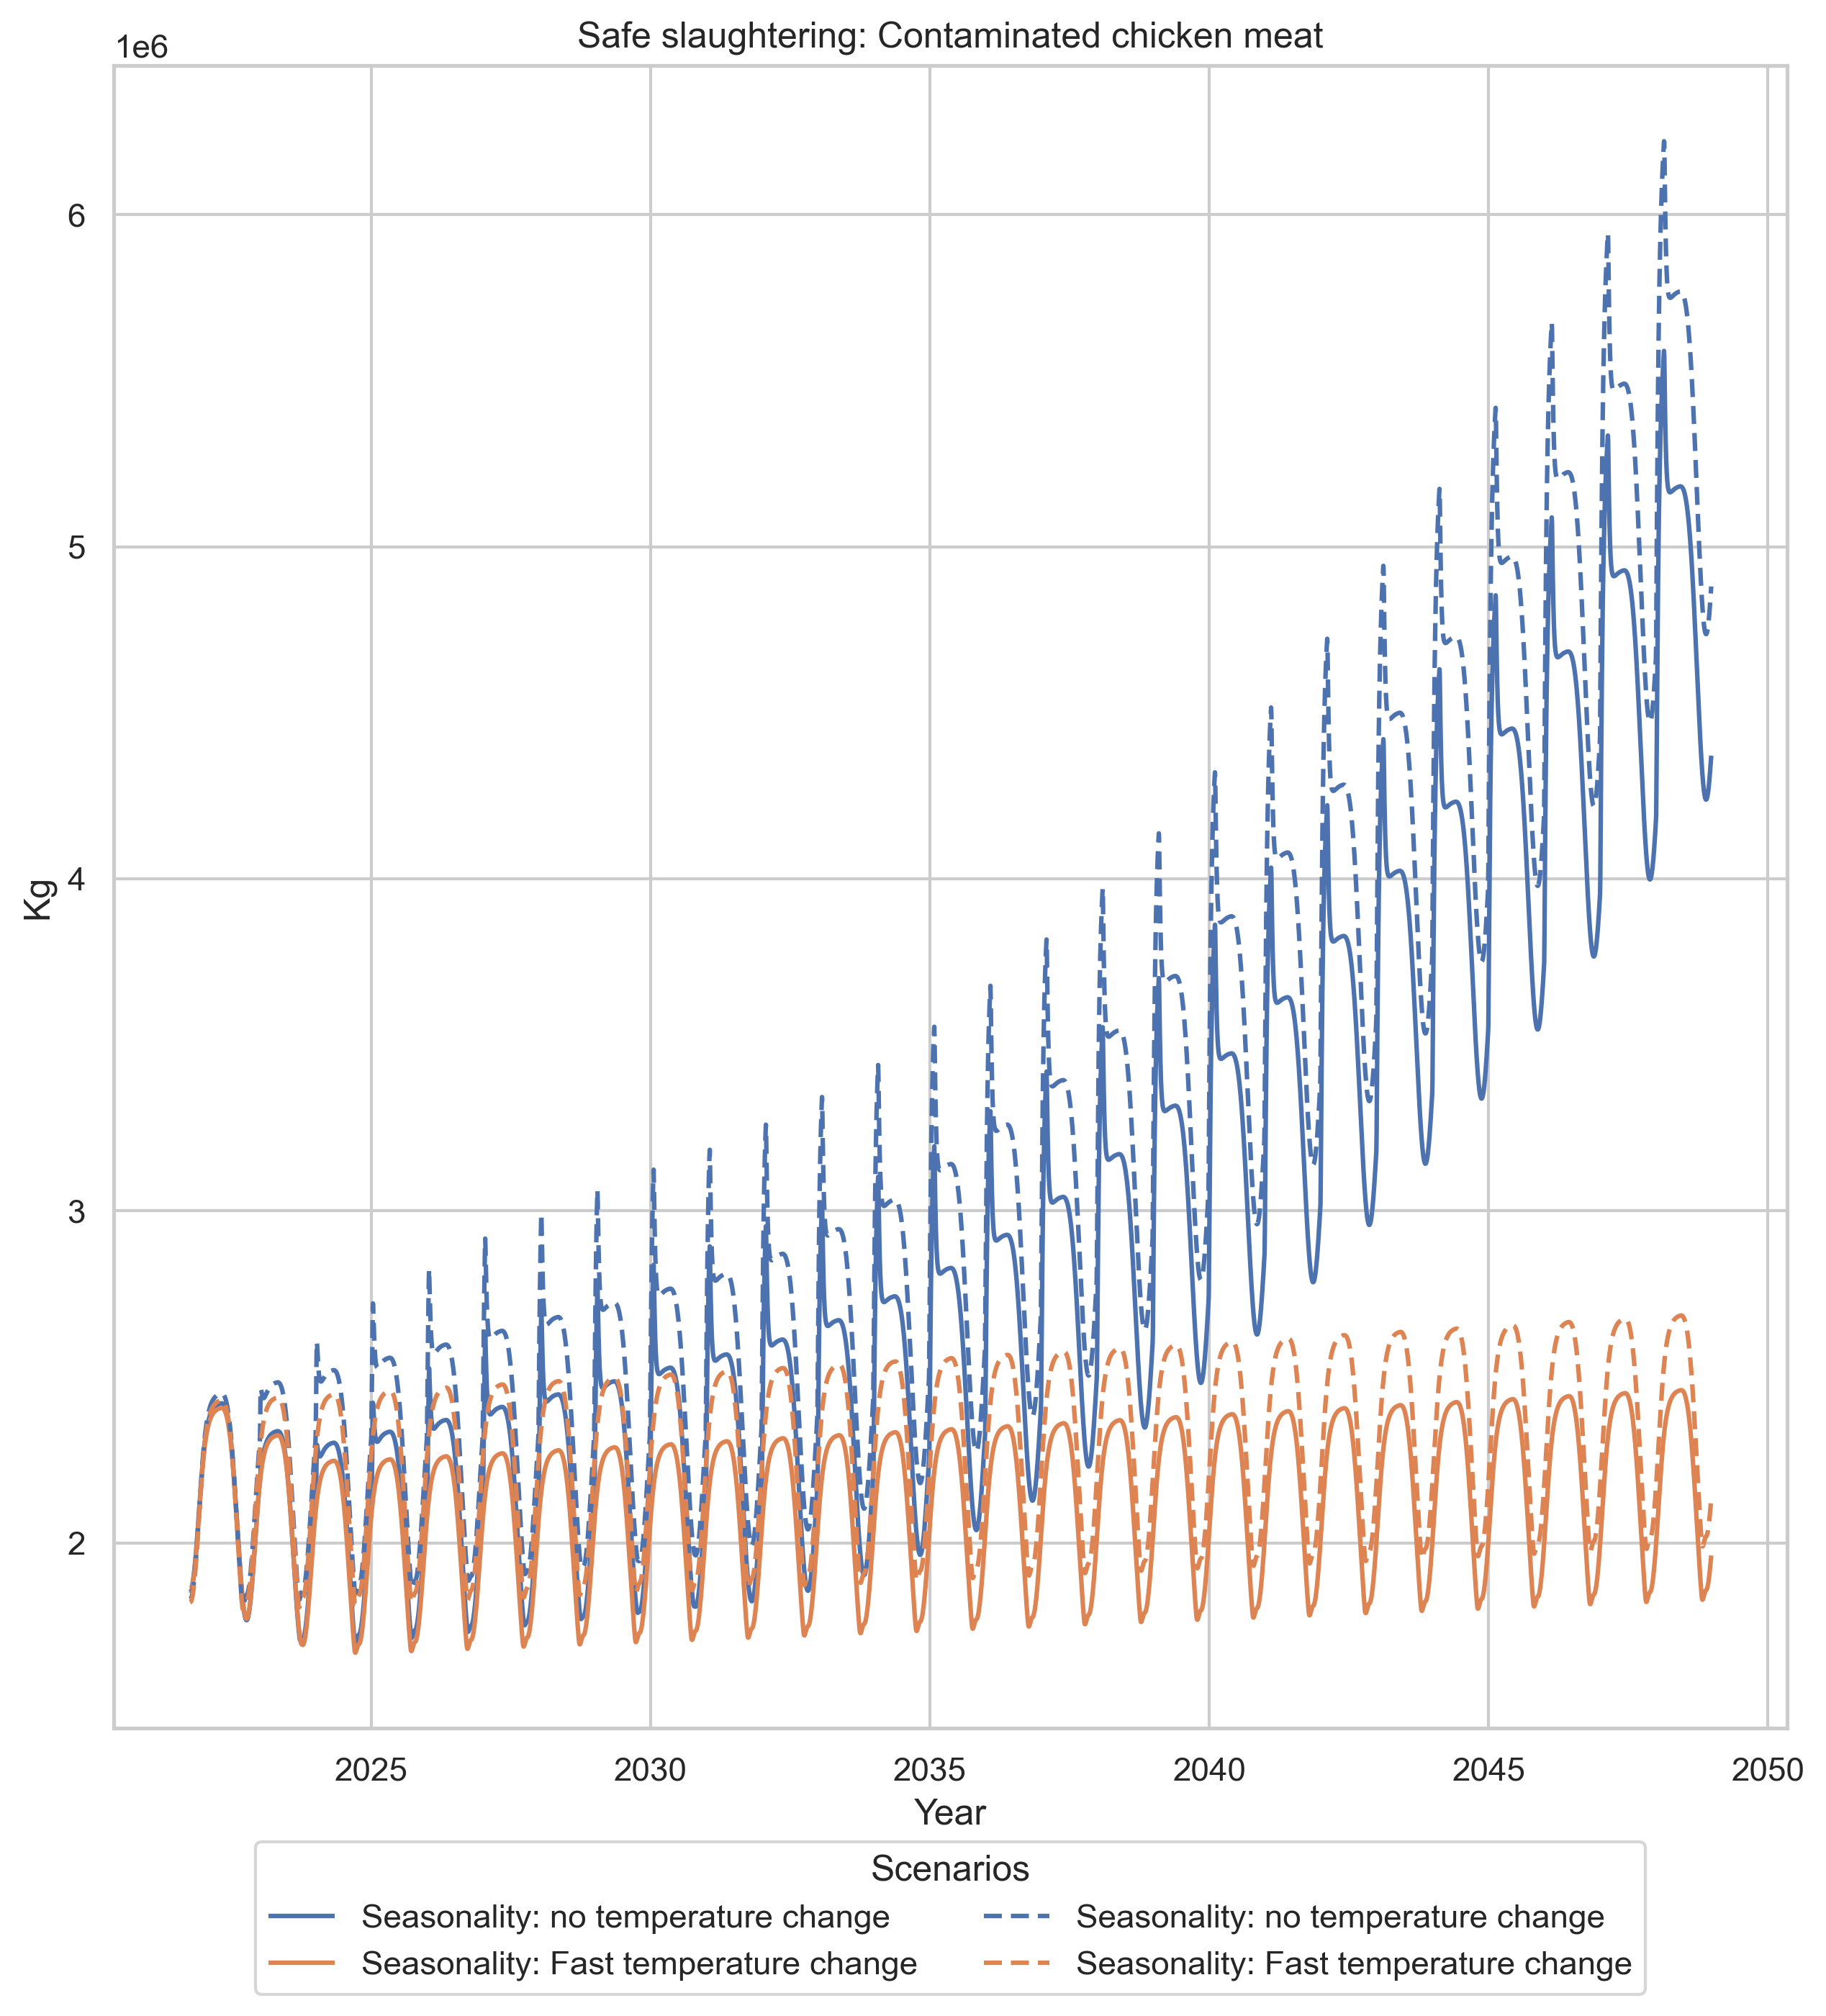 Safe slaughtering: Contaminated chicken meat
1e6
6
5
4
3
2
Kg
2025 2030 2035 2040 2045 2050
Year
Scenarios
Seasonality: no temperature change Seasonality: no temperature change
Seasonality: Fast temperature change Seasonality: Fast temperature change